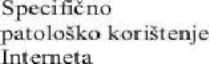 Specifično
patološko korištenje
Interneta